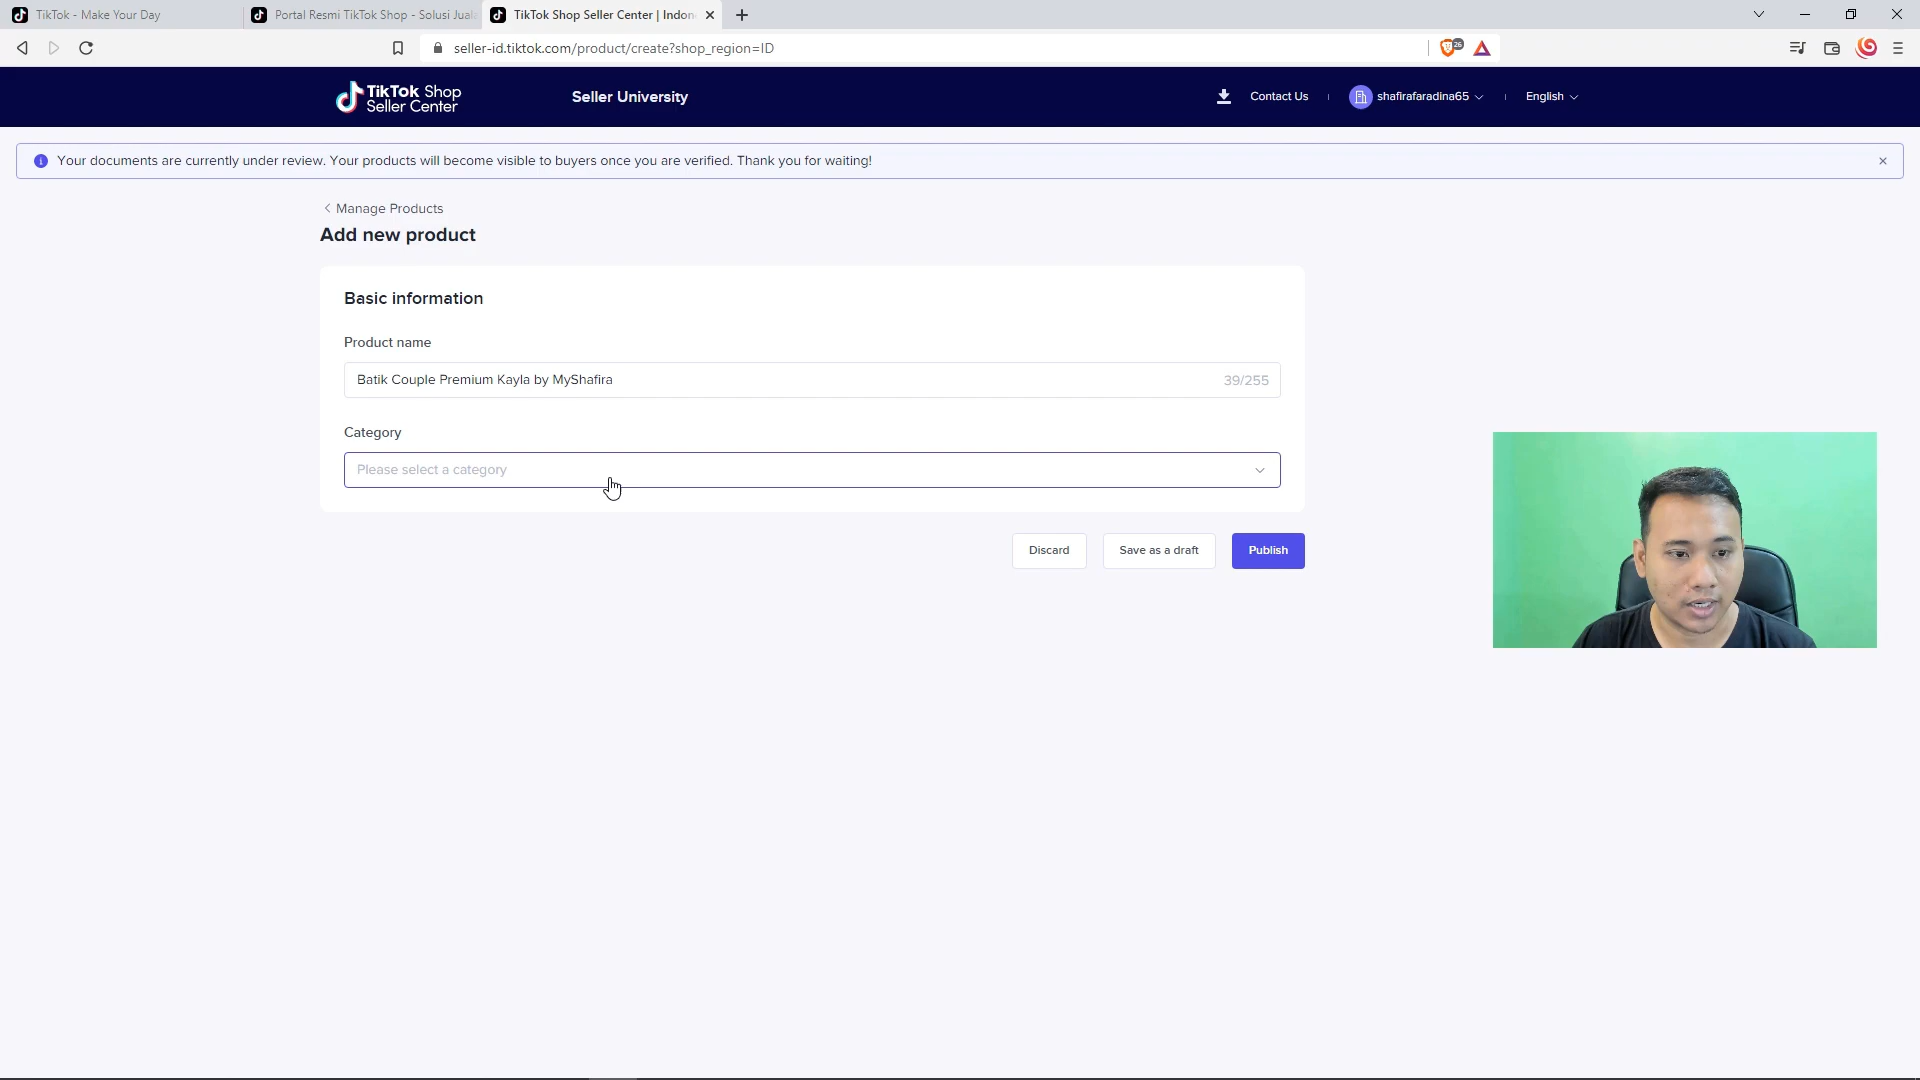 TikTok - Make Your Day
Portal Resmi TikTok Shop - Solusi Juala
TikTok Shop Seller Center | Indon
seller-id.tiktok.com/product/create?shop_region=ID
26
TikTok Shop
Seller Center
Seller University
Contact Us
shafirafaradina65
English
Your documents are currently under review. Your products will become visible to buyers once you are verified. Thank you for waiting!
Manage Products
Add new product
Basic information
Product name
Batik Couple Premium Kayla by MyShafira
39/255
Category
Please select a category
Discard
Save as a draft
Publish